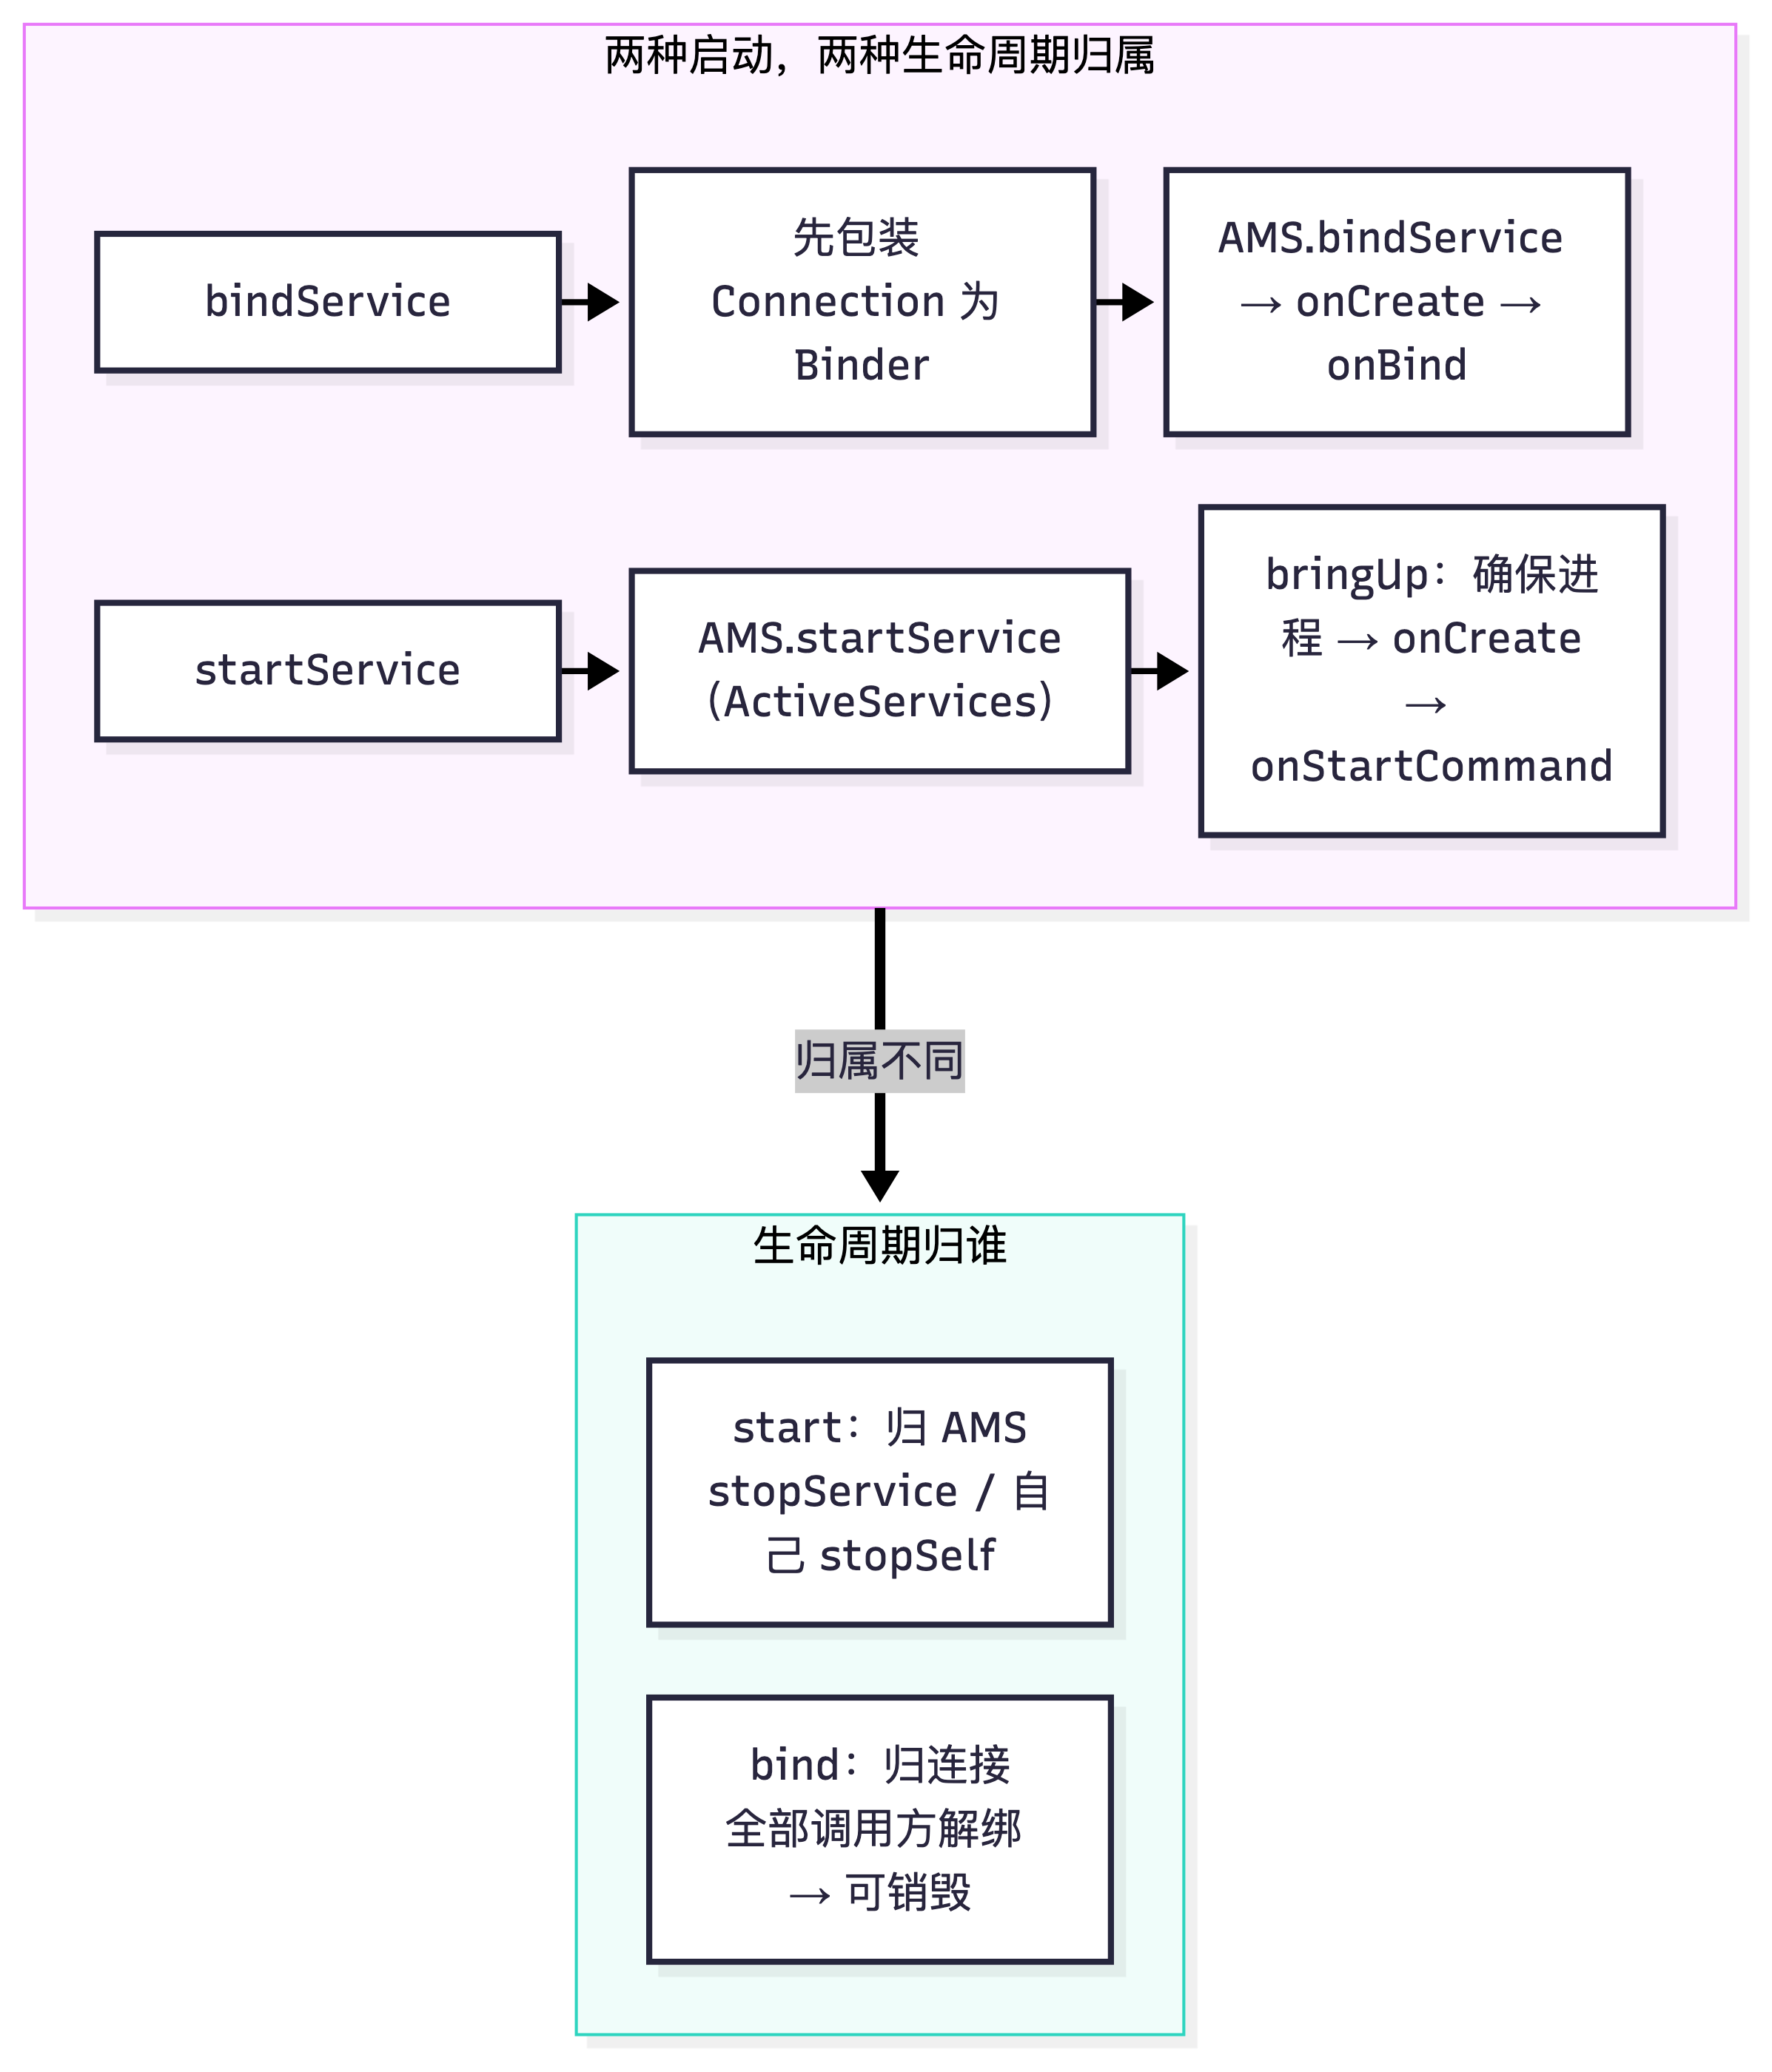 两种启动，两种生命周期归属
bindService
先包装
Connection 为
Binder
AMS.bindService
→ onCreate →
onBind
startService
AMS.startService
(ActiveServices)
bringUp：确保进
程 → onCreate
→
onStartCommand
归属不同
生命周期归谁
start：归 AMS
stopService / 自
己 stopSelf
bind：归连接
全部调用方解绑
→ 可销毁